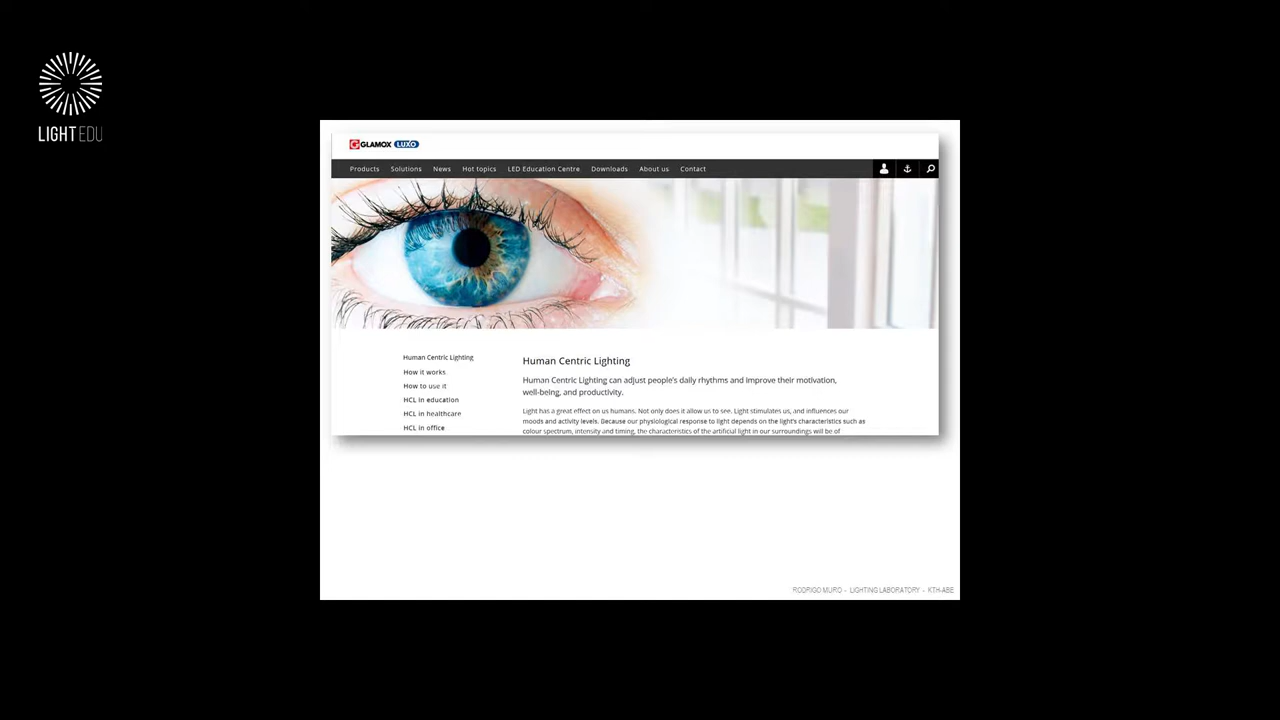 LIGHT EDU
GLAMOX LUXO
Products Solutions News Hot topics LED Education Centre Downloads About us Contact
Human Centric Lighting
How it works
How to use it
HCL in education
HCL in healthcare
HCL in office
Human Centric Lighting
Human Centric Lighting can adjust people's daily rhythms and improve their motivation,
well-being, and productivity.
Light has a great effect on us humans. Not only does it allow us to see. Light stimulates us, and influences our
moods and activity levels. Because our physiological response to light depends on the light's characteristics such as
colour spectrum, intensity and timing, the characteristics of the artificial light in our surroundings will be of
RODRIGO MURO - LIGHTING LABORATORY - KTH-ABE